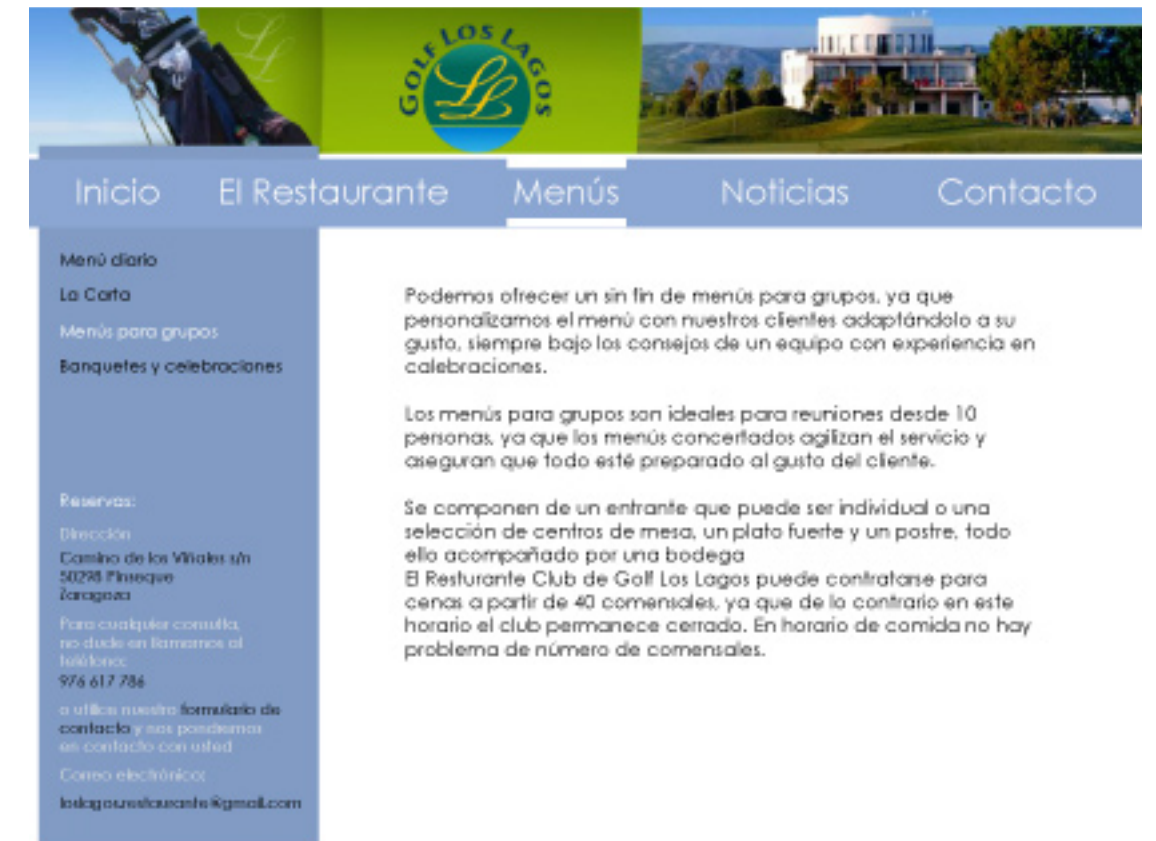 GOLF LOS LAGOS
LL
Inicio El Restaurante Menús Noticias Contacto
Menú diario
La Carta
Menús para grupos
Banquetes y celebraciones
Reservas:
Dirección
Camino de los Viñales s/n
50298 Pinseque
Zaragoza
Para cualquier consulta,
no dude en llamarnos al
teléfono:
976 617 786
o utilice nuestro formulario de
contacto y nos pondremos
en contacto con usted
Correo electrónico:
loslagosrestaurante@gmail.com
Podemos ofrecer un sin fin de menús para grupos, ya que
personalizamos el menú con nuestros clientes adaptándolo a su
gusto, siempre bajo los consejos de un equipo con experiencia en
calebraciones.
Los menús para grupos son ideales para reuniones desde 10
personas, ya que los menús concertados agilizan el servicio y
aseguran que todo esté preparado al gusto del cliente.
Se componen de un entrante que puede ser individual o una
selección de centros de mesa, un plato fuerte y un postre, todo
ello acompañado por una bodega
El Resturante Club de Golf Los Lagos puede contratarse para
cenas a partir de 40 comensales, ya que de lo contrario en este
horario el club permanece cerrado. En horario de comida no hay
problema de número de comensales.